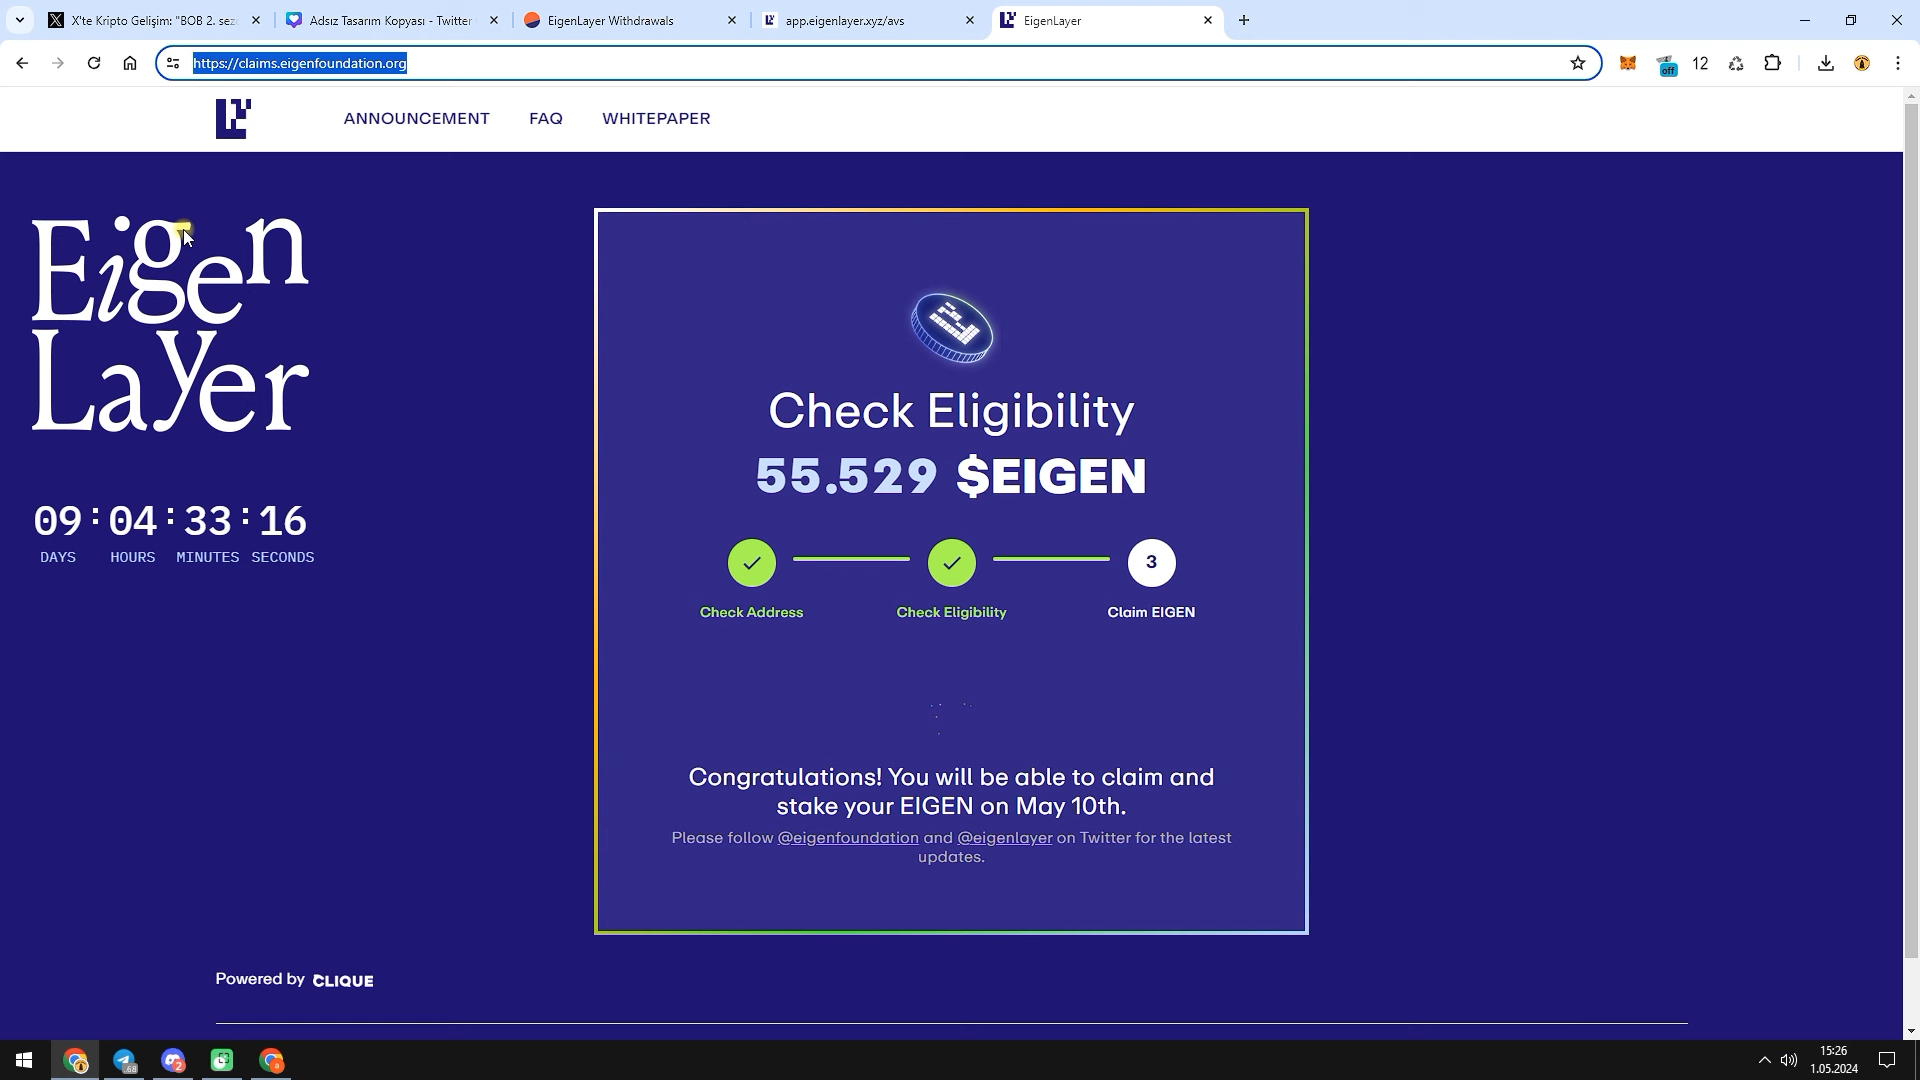 X'te Kripto Gelişim: "BOB 2. sez
Adsız Tasarım Kopyası - Twitter
EigenLayer Withdrawals
app.eigenlayer.xyz/avs
EigenLayer
https://claims.eigenfoundation.org
off
12
ANNOUNCEMENT
FAQ
WHITEPAPER
Eigen
Layer
09:04:33:16
DAYS HOURS MINUTES SECONDS
Check Eligibility
55.529 $EIGEN
3
Check Address
Check Eligibility
Claim EIGEN
Congratulations! You will be able to claim and
stake your EIGEN on May 10th.
Please follow @eigenfoundation and @eigenlayer on Twitter for the latest
updates.
Powered by CLIQUE
68
2
15:26
1.05.2024